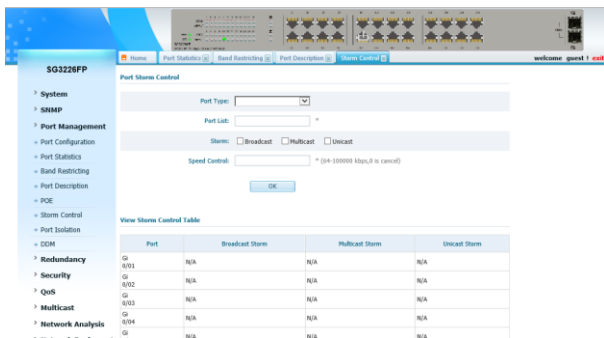 Home
Port Statistics
Band Restricting
Port Description
Storm Control
welcome guest ! exit
SG3226FP
System
SNMP
Port Management
Port Configuration
Port Statistics
Band Restricting
Port Description
POE
Storm Control
Port Isolation
DDM
Redundancy
Security
QoS
Multicast
Network Analysis
Port Storm Control
Port Type:
Port List: *
Storm: Broadcast Multicast Unicast
Speed Control: * (64-100000 kbps,0 is cancel)
OK
View Storm Control Table
Port Broadcast Storm Multicast Storm Unicast Storm
Gi 0/01 N/A N/A N/A
Gi 0/02 N/A N/A N/A
Gi 0/03 N/A N/A N/A
Gi 0/04 N/A N/A N/A
Gi N/A N/A N/A